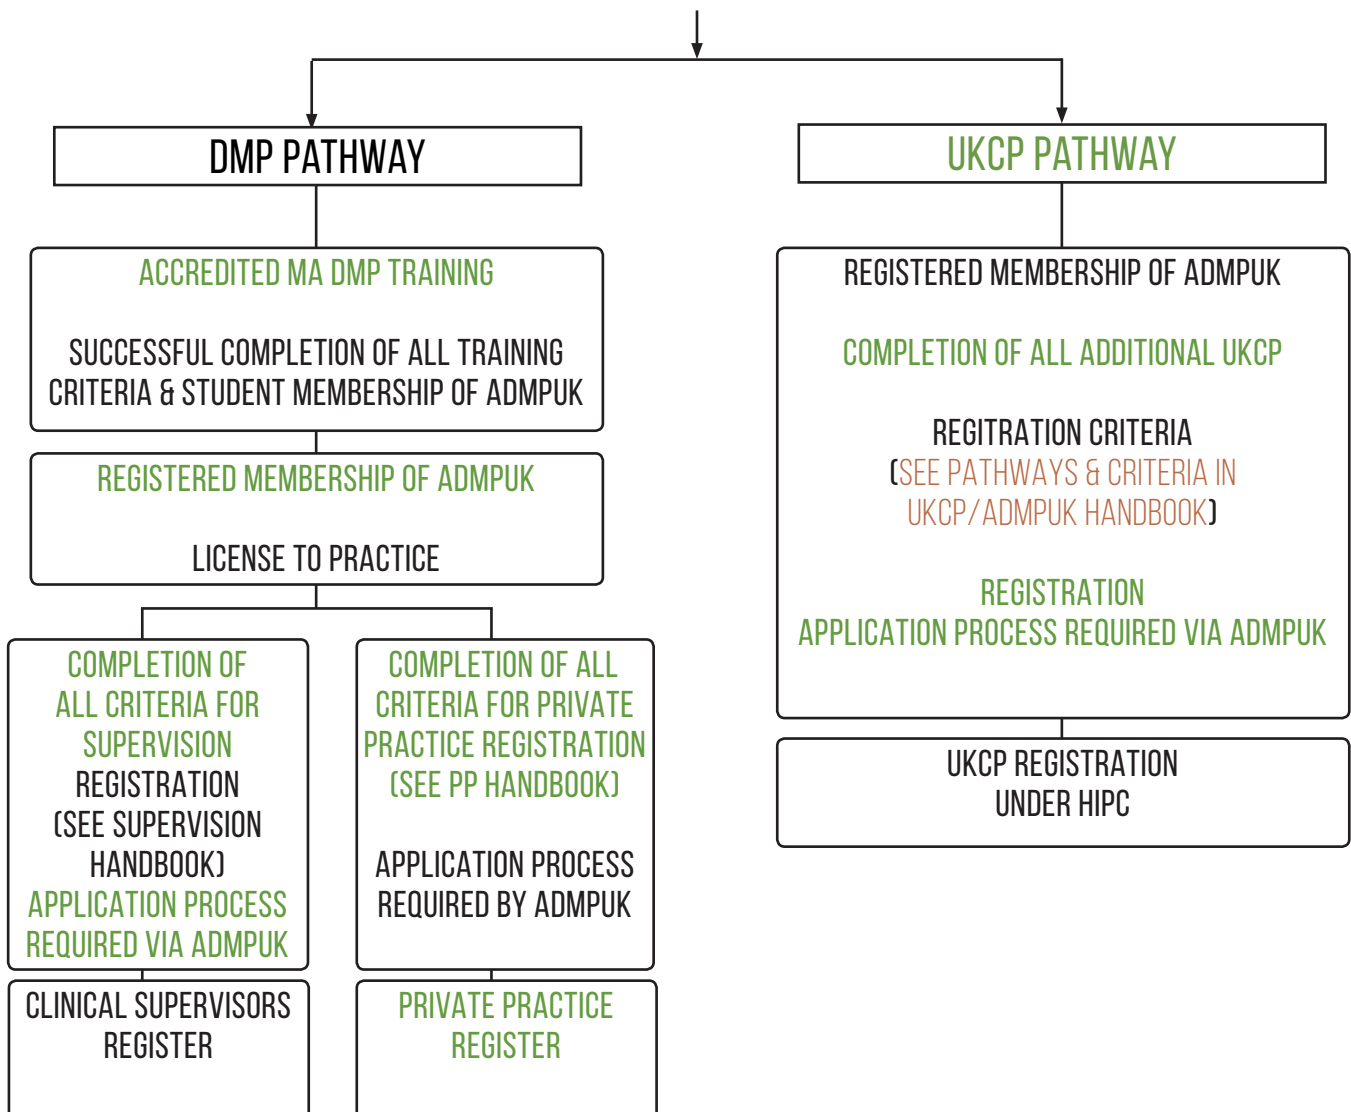 DMP PATHWAY
ACCREDITED MA DMP TRAINING
SUCCESSFUL COMPLETION OF ALL TRAINING
CRITERIA & STUDENT MEMBERSHIP OF ADMPUK
REGISTERED MEMBERSHIP OF ADMPUK
LICENSE TO PRACTICE
COMPLETION OF
ALL CRITERIA FOR
SUPERVISION
REGISTRATION
(SEE SUPERVISION
HANDBOOK)
APPLICATION PROCESS
REQUIRED VIA ADMPUK
CLINICAL SUPERVISORS
REGISTER
COMPLETION OF ALL
CRITERIA FOR PRIVATE
PRACTICE REGISTRATION
(SEE PP HANDBOOK)
APPLICATION PROCESS
REQUIRED BY ADMPUK
PRIVATE PRACTICE
REGISTER
UKCP PATHWAY
REGISTERED MEMBERSHIP OF ADMPUK
COMPLETION OF ALL ADDITIONAL UKCP
REGITRATION CRITERIA
(SEE PATHWAYS & CRITERIA IN
UKCP/ADMPUK HANDBOOK)
REGISTRATION
APPLICATION PROCESS REQUIRED VIA ADMPUK
UKCP REGISTRATION
UNDER HIPC